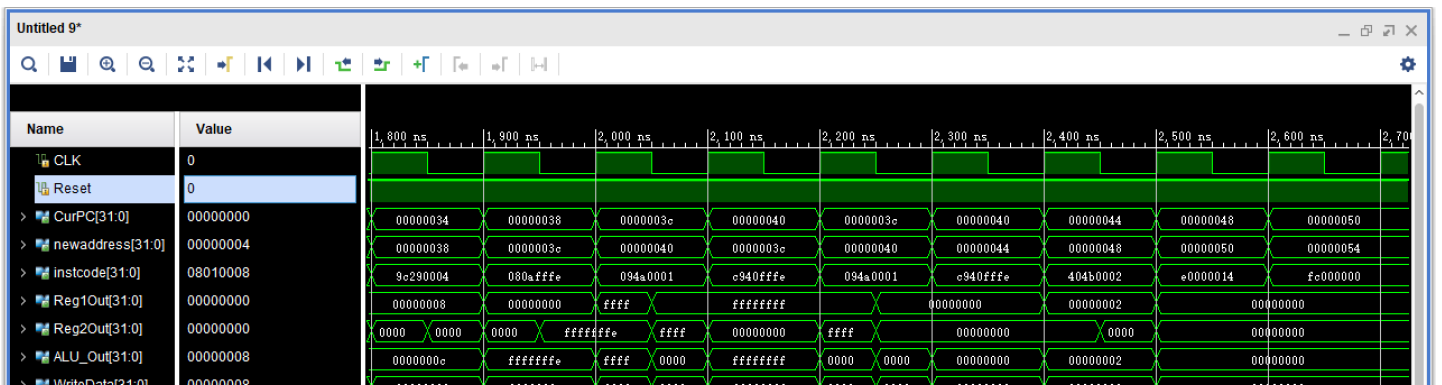 Untitled 9*
Name Value 1,800 ns 1,900 ns 2,000 ns 2,100 ns 2,200 ns 2,300 ns 2,400 ns 2,500 ns 2,600 ns 2,70
CLK 0
Reset 0
CurPC[31:0] 00000000 00000034 00000038 0000003c 00000040 0000003c 00000040 00000044 00000048 00000050
newaddress[31:0] 00000004 00000038 0000003c 00000040 0000003c 00000040 00000044 00000048 00000050 00000054
instcode[31:0] 08010008 9c290004 080afffe 094a0001 c940fffe 094a0001 c940fffe 404b0002 e0000014 fc000000
Reg1Out[31:0] 00000000 00000008 00000000 ffff ffffffff 00000000 00000002 00000000
Reg2Out[31:0] 00000000 0000 0000 0000 fffffffe ffff 00000000 ffff 00000000 0000 00000000
ALU_Out[31:0] 00000008 0000000c fffffffe ffff 0000 ffffffff 0000 0000 00000000 00000002 00000000